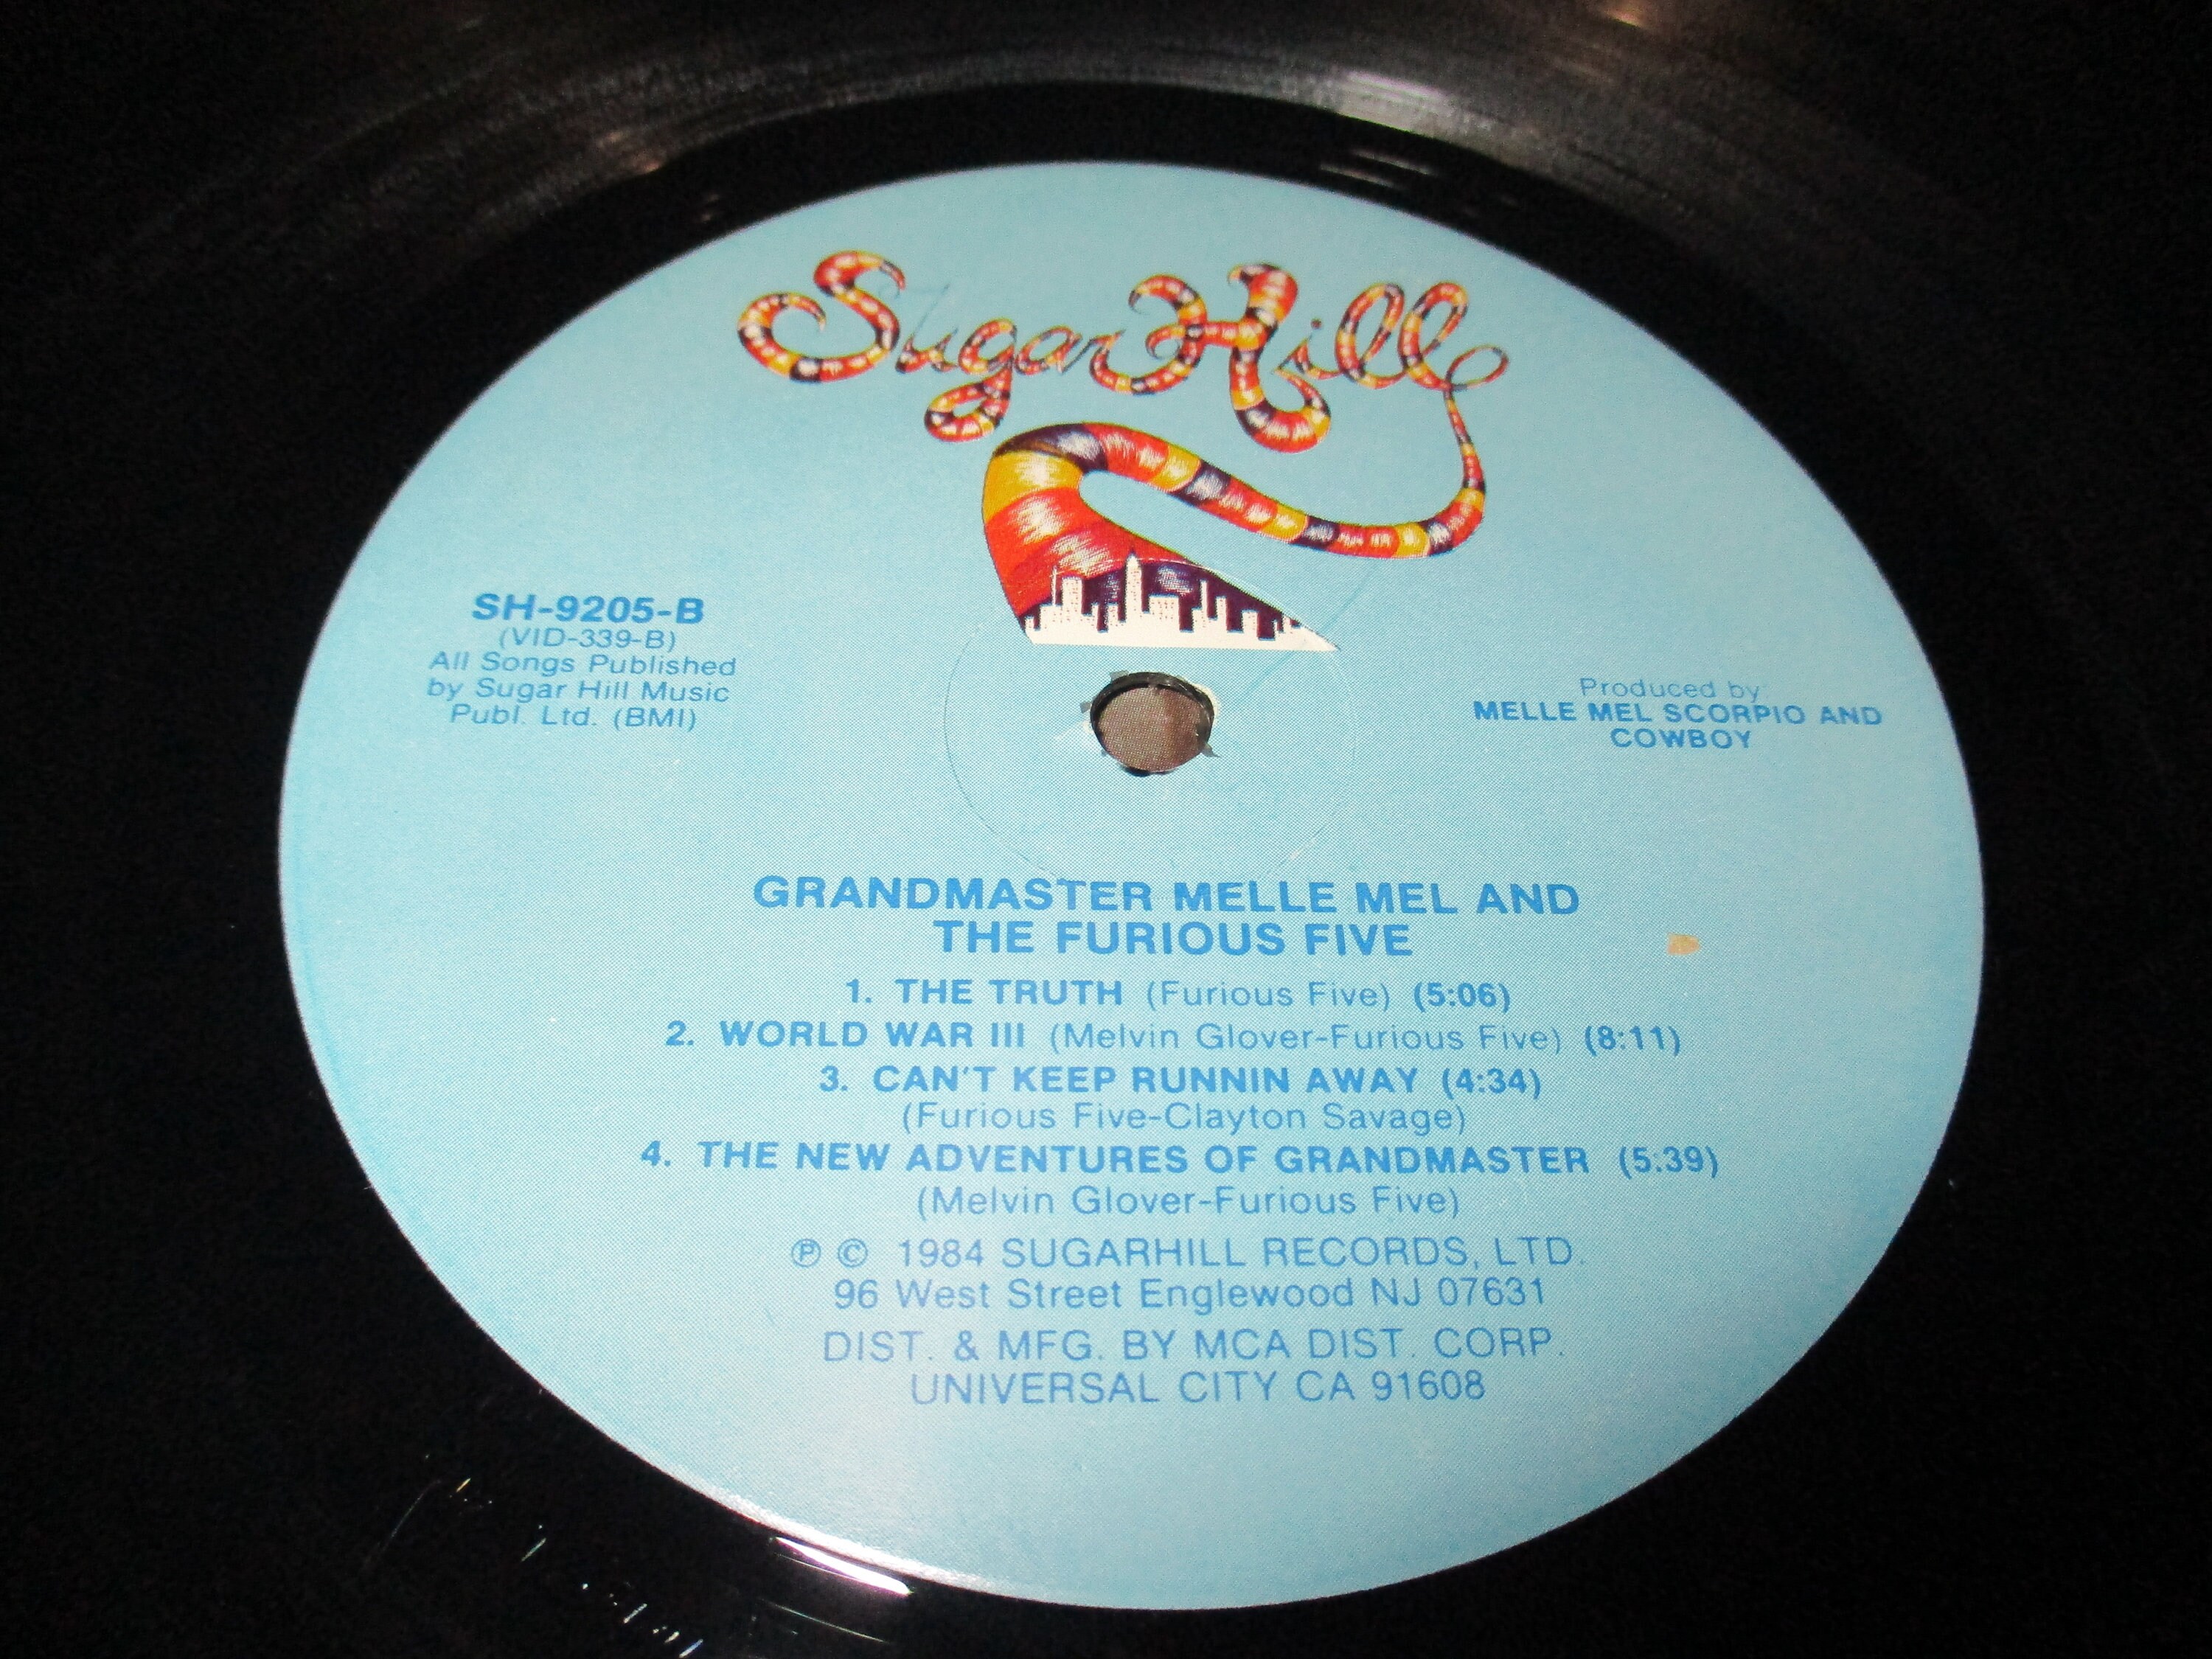 Sugar Hill
SH-9205-B
(VID-339-B)
All Songs Published
by Sugar Hill Music
Publ. Ltd. (BMI)
Produced by
MELLE MEL SCORPIO AND
COWBOY
GRANDMASTER MELLE MEL AND
THE FURIOUS FIVE
1. THE TRUTH (Furious Five) (5:06)
2. WORLD WAR III (Melvin Glover-Furious Five) (8:11)
3. CAN'T KEEP RUNNIN AWAY (4:34)
(Furious Five-Clayton Savage)
4. THE NEW ADVENTURES OF GRANDMASTER (5:39)
(Melvin Glover-Furious Five)
℗ © 1984 SUGARHILL RECORDS, LTD.
96 West Street Englewood NJ 07631
DIST. & MFG. BY MCA DIST. CORP.
UNIVERSAL CITY CA 91608